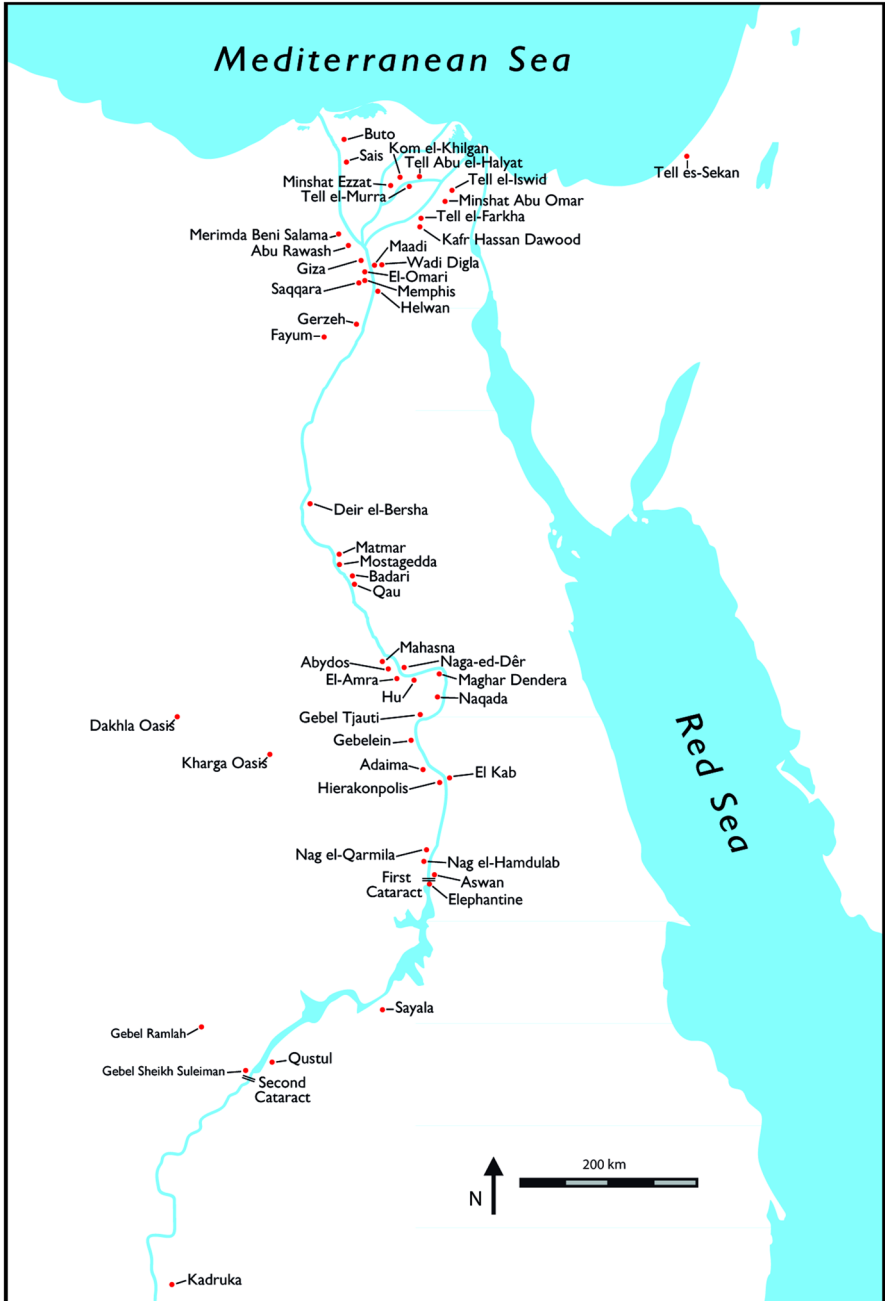 Mediterranean Sea
Buto
Kom el-Khilgan
Sais
Tell Abu el-Halyat
Tell es-Sekan
Minshat Ezzat
Tell el-Iswid
Tell el-Murra
Minshat Abu Omar
Tell el-Farkha
Merimda Beni Salama
Kafr Hassan Dawood
Abu Rawash
Maadi
Giza
Wadi Digla
El-Omari
Saqqara
Memphis
Helwan
Gerzeh
Fayum
Deir el-Bersha
Matmar
Mostagedda
Badari
Qau
Mahasna
Abydos
Naga-ed-Dêr
El-Amra
Maghar Dendera
Hu
Naqada
Gebel Tjauti
Dakhla Oasis
Red Sea
Gebelein
Kharga Oasis
Adaima
El Kab
Hierakonpolis
Nag el-Qarmila
Nag el-Hamdulab
First
Cataract
Aswan
Elephantine
Sayala
Gebel Ramlah
Qustul
Gebel Sheikh Suleiman
Second
Cataract
200 km
N
Kadruka